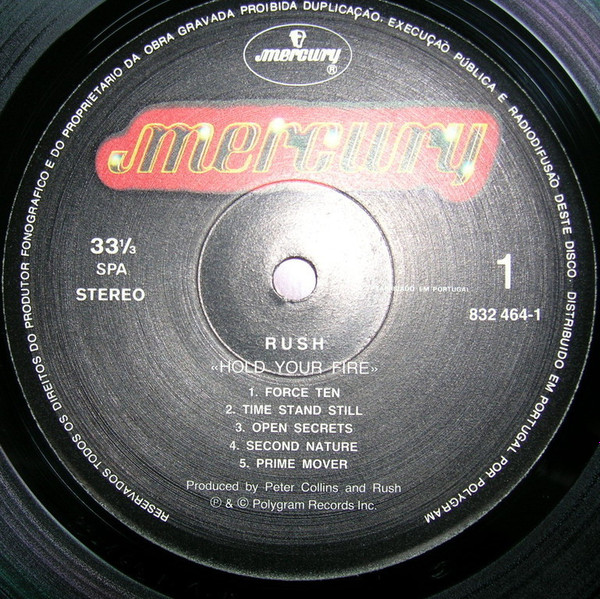 RESERVADOS TODOS OS DIREITOS DO PRODUTOR FONOGRAFICO E DO PROPRIETARIO DA OBRA GRAVADA PROIBIDA DUPLICAÇÃO, EXECUÇÃO PÚBLICA E RADIODIFUSÃO DESTE DISCO. DISTRIBUIDO EM PORTUGAL POR POLYGRAM
mercury
®
mercury
33⅓
SPA
STEREO
EM PORTUGAL
1
832 464-1
RUSH
«HOLD YOUR FIRE»
1. FORCE TEN
2. TIME STAND STILL
3. OPEN SECRETS
4. SECOND NATURE
5. PRIME MOVER
Produced by Peter Collins and Rush
℗ & © Polygram Records Inc.